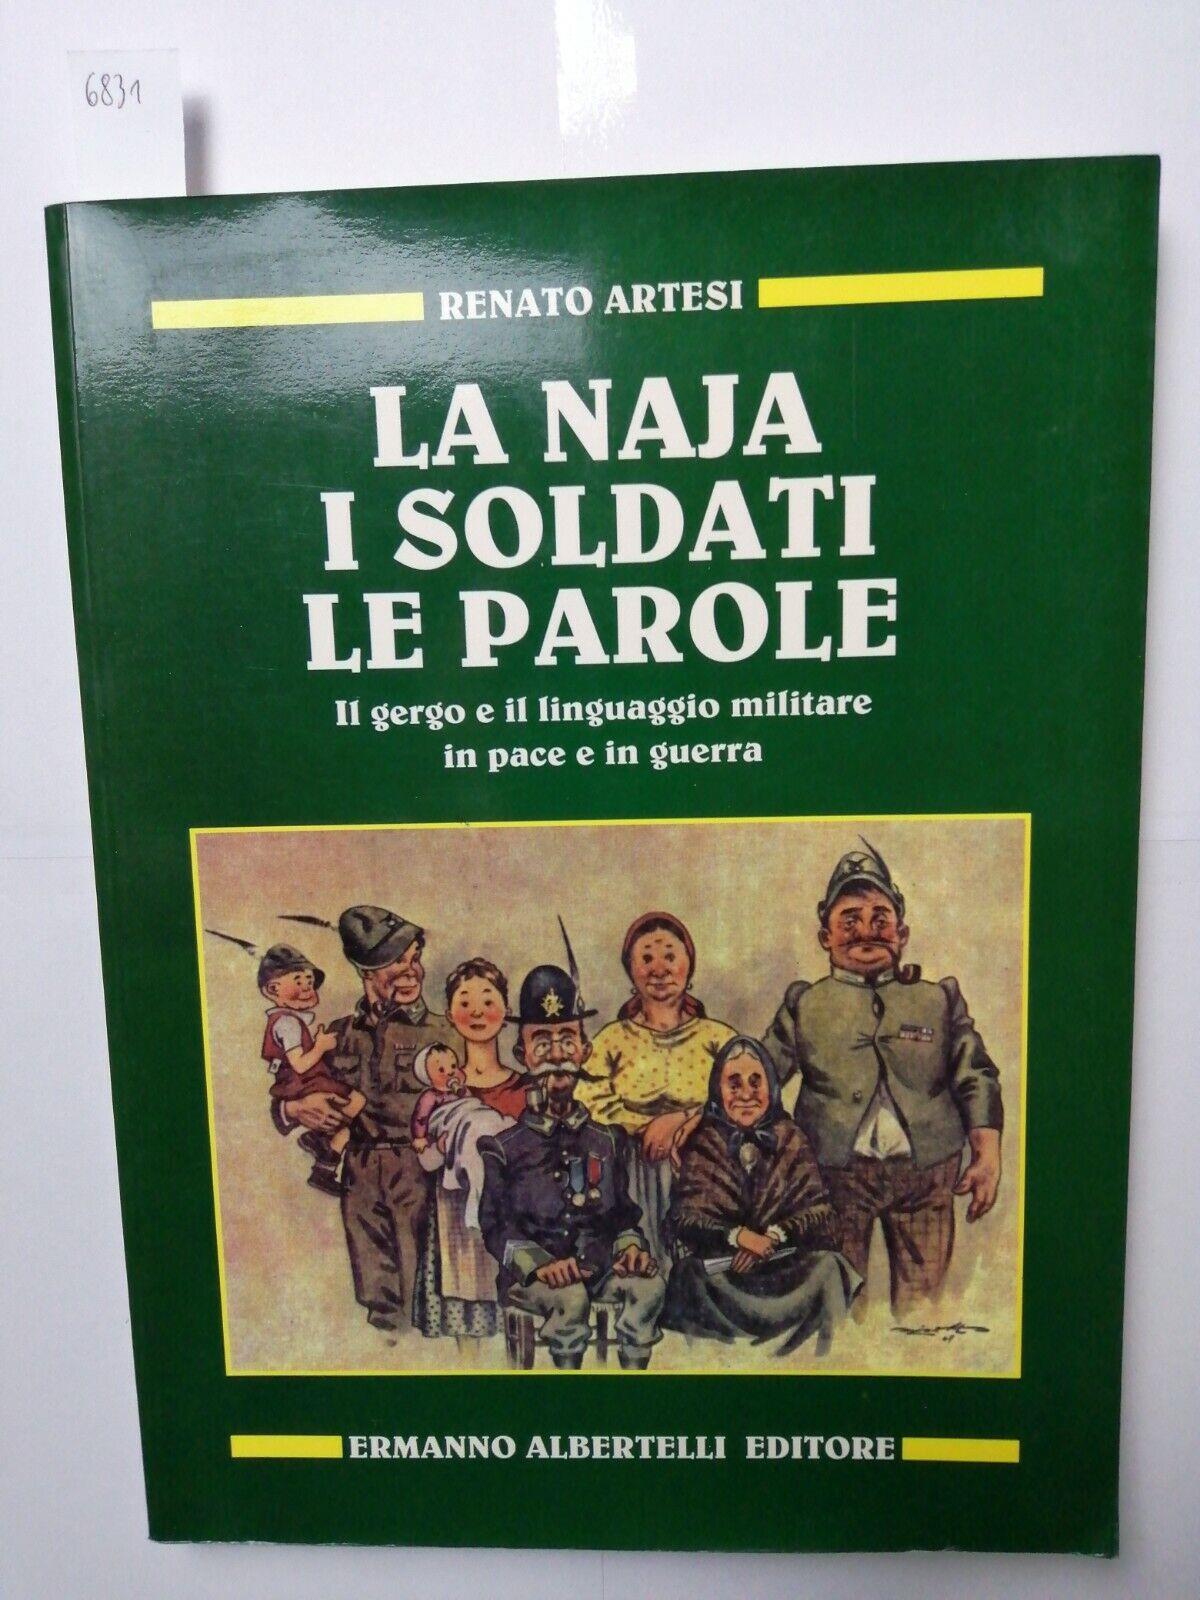 6831
RENATO ARTESI
LA NAJA
I SOLDATI
LE PAROLE
Il gergo e il linguaggio militare
in pace e in guerra
ERMANNO ALBERTELLI EDITORE